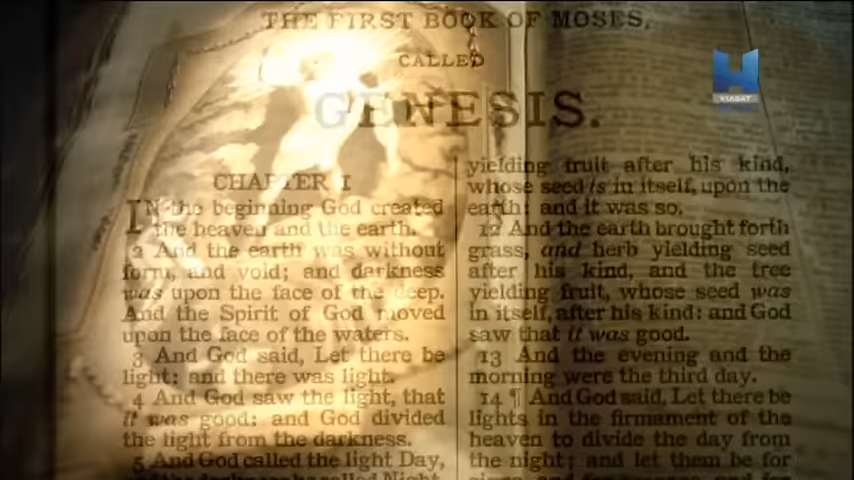 THE FIRST BOOK OF MOSES,
CALLED
GENESIS.
CHAPTER I
IN the beginning God created
the heaven and the earth.
2 And the earth was without
form, and void; and darkness
was upon the face of the deep.
And the Spirit of God moved
upon the face of the waters.
3 And God said, Let there be
light: and there was light.
4 And God saw the light, that
it was good: and God divided
the light from the darkness.
5 And God called the light Day,
yielding fruit after his kind,
whose seed is in itself, upon the
earth: and it was so.
12 And the earth brought forth
grass, and herb yielding seed
after his kind, and the tree
yielding fruit, whose seed was
in itself, after his kind: and God
saw that it was good.
13 And the evening and the
morning were the third day.
14 ¶ And God said, Let there be
lights in the firmament of the
heaven to divide the day from
the night; and let them be for
VIASAT